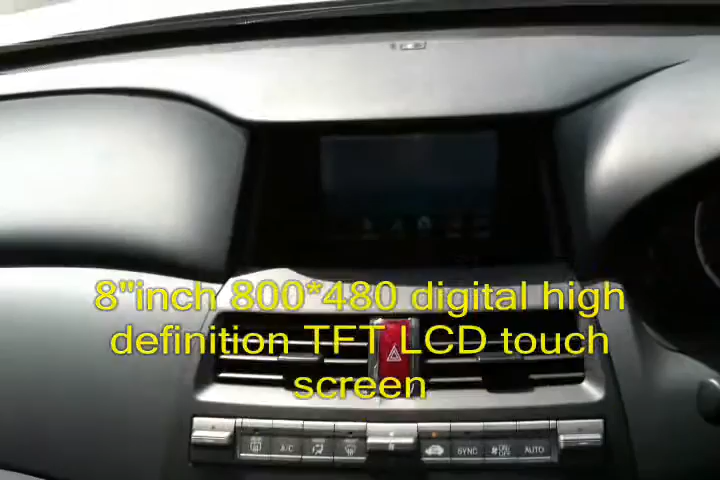 8"inch 800*480 digital high
definition TFT LCD touch
screen
A/C
SYNC
AUTO